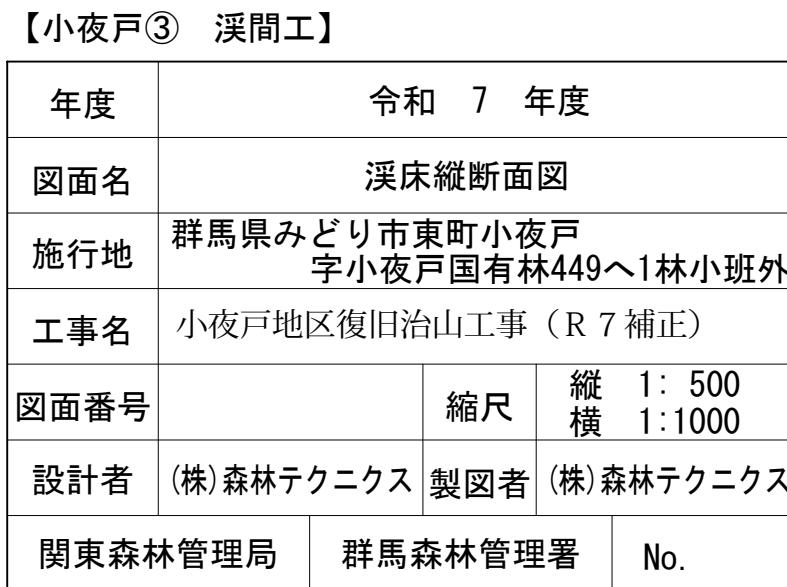 【小夜戸③　渓間工】
年度　令和　7　年度
図面名　渓床縦断面図
施行地　群馬県みどり市東町小夜戸
字小夜戸国有林449へ1林小班外
工事名　小夜戸地区復旧治山工事（Ｒ７補正）
図面番号　縮尺　縦　1: 500
横　1:1000
設計者　(株)森林テクニクス　製図者　(株)森林テクニクス
関東森林管理局　群馬森林管理署　No.